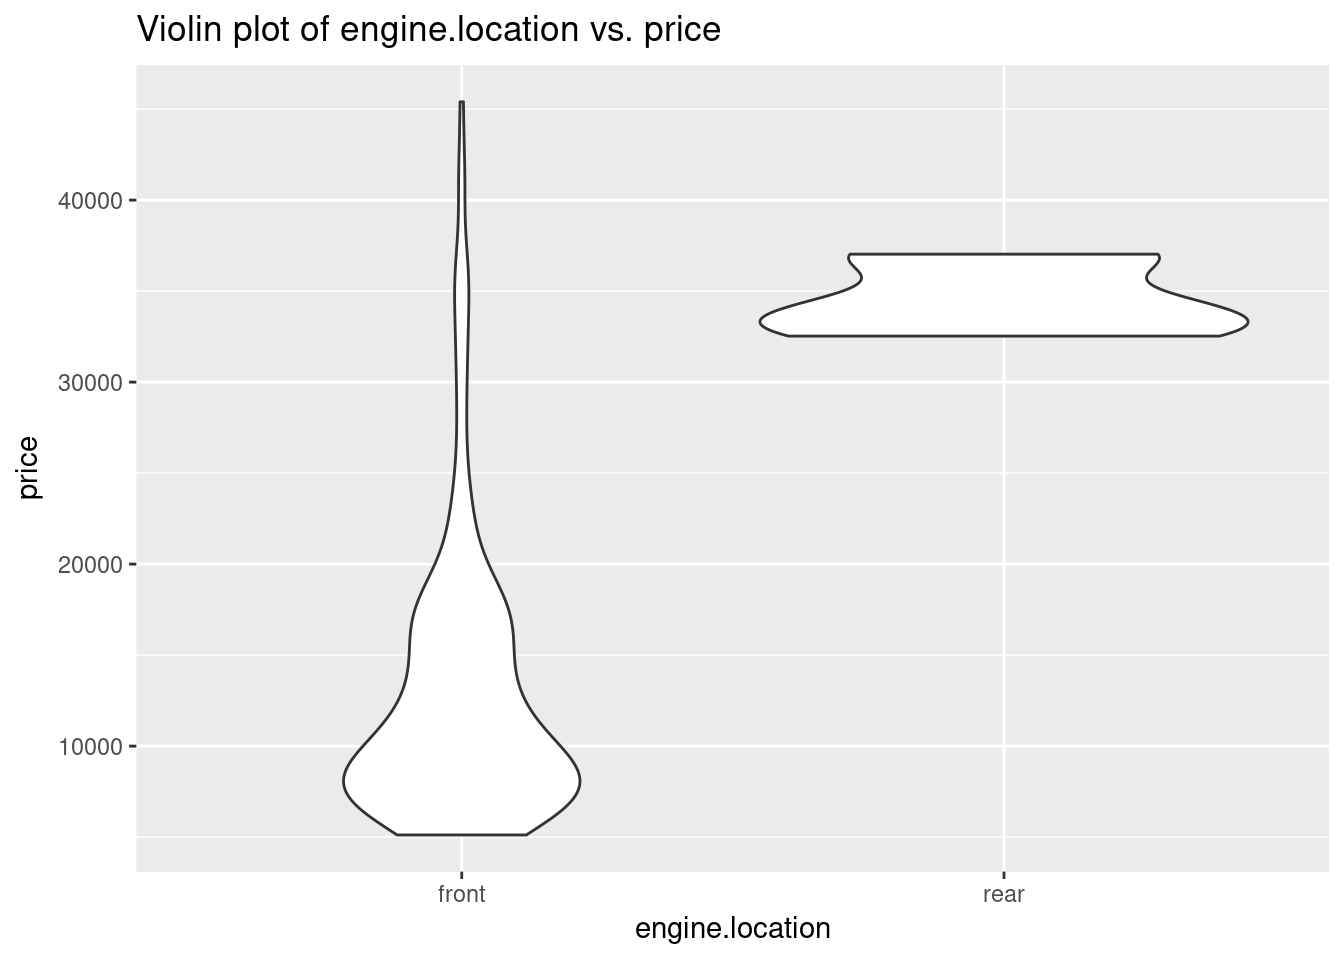 Violin plot of engine.location vs. price
price
40000
30000
20000
10000
front rear
engine.location